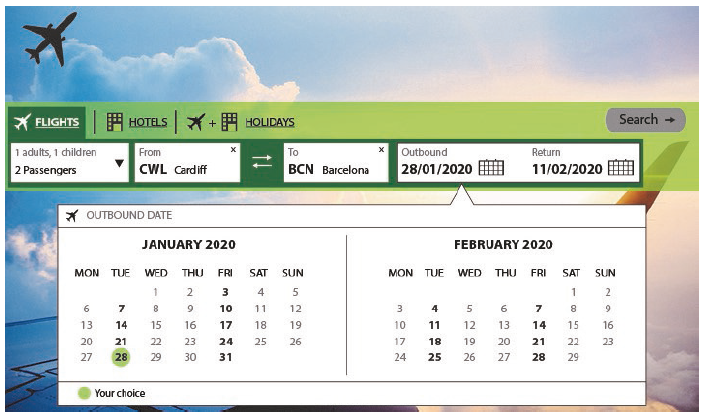 FLIGHTS HOTELS + HOLIDAYS Search
1 adults, 1 children From x To x Outbound Return
2 Passengers CWL Cardiff BCN Barcelona 28/01/2020 11/02/2020
OUTBOUND DATE
JANUARY 2020 FEBRUARY 2020
MON TUE WED THU FRI SAT SUN MON TUE WED THU FRI SAT SUN
1 2 3 4 5 1 2
6 7 8 9 10 11 12 3 4 5 6 7 8 9
13 14 15 16 17 18 19 10 11 12 13 14 15 16
20 21 22 23 24 25 26 17 18 19 20 21 22 23
27 28 29 30 31 24 25 26 27 28 29
Your choice